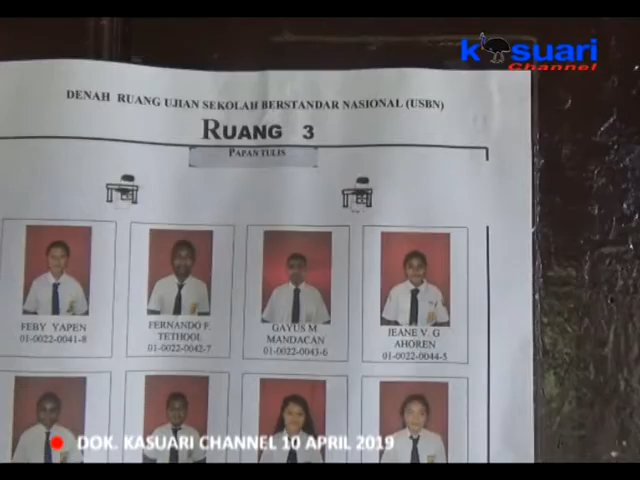 kasuari
Channel
DENAH RUANG UJIAN SEKOLAH BERSTANDAR NASIONAL (USBN)
RUANG 3
PAPAN TULIS
FEBY YAPEN
01-0022-0041-8
FERNANDO F.
TETHOOL
01-0022-0042-7
GAYUS M
MANDACAN
01-0022-0043-6
JEANE V. G
AHOREN
01-0022-0044-5
DOK. KASUARI CHANNEL 10 APRIL 2019